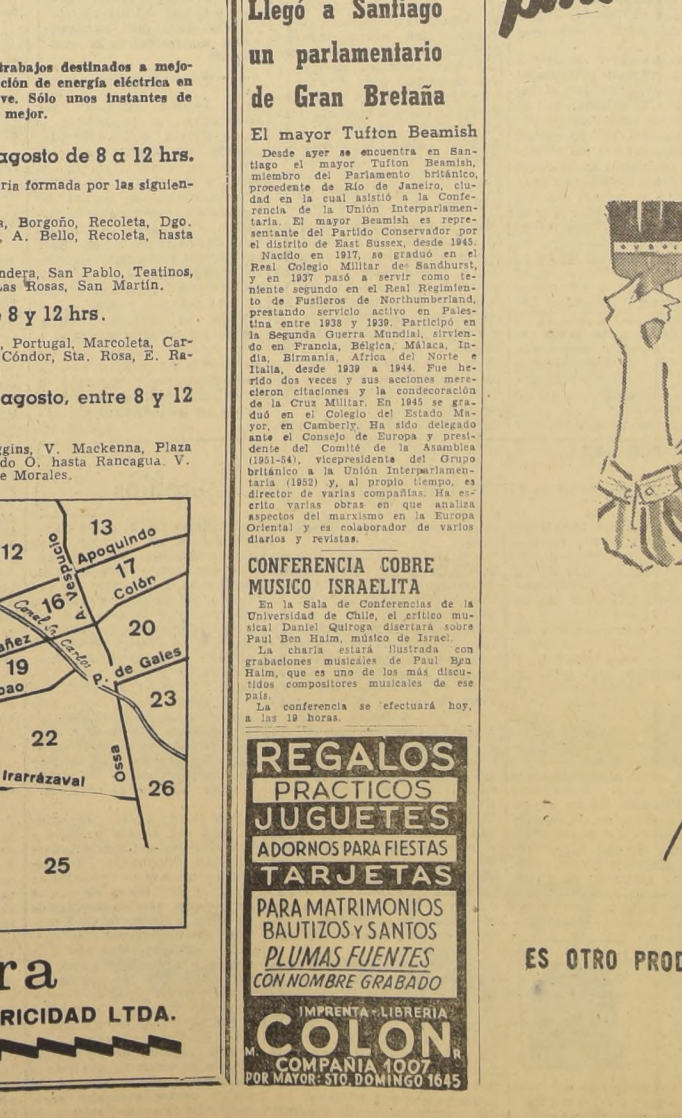 trabajos destinados a mejo-
ción de energía eléctrica en
ve. Sólo unos instantes de
mejor.
agosto de 8 a 12 hrs.
ria formada por las siguien-
, Borgoño, Recoleta, Dgo.
, A. Bello, Recoleta, hasta
ndera, San Pablo, Teatinos,
as Rosas, San Martín.
8 y 12 hrs.
, Portugal, Marcoleta, Car-
Cóndor, Sta. Rosa, E. Ra-
agosto, entre 8 y 12
ggins, V. Mackenna, Plaza
do O. hasta Rancagua. V.
e Morales.
12
13
Apoquindo
A. Vespucio
17
Colón
16
Canal Sn Carlos
20
añez
19
P. de Gales
bao
23
22
Ossa
Irarrázaval
26
25
ra
RICIDAD LTDA.
Llegó a Santiago
un parlamentario
de Gran Bretaña
El mayor Tufton Beamish
Desde ayer se encuentra en San-
tiago el mayor Tufton Beamish,
miembro del Parlamento británico,
procedente de Río de Janeiro, ciu-
dad en la cual asistió a la Confe-
rencia de la Unión Interparlamen-
taria. El mayor Beamish es repre-
sentante del Partido Conservador por
el distrito de East Sussex, desde 1945.
Nacido en 1917, se graduó en el
Real Colegio Militar de Sandhurst,
y en 1937 pasó a servir como te-
niente segundo en el Real Regimien-
to de Fusileros de Northumberland,
prestando servicio activo en Pales-
tina entre 1938 y 1939. Participó en
la Segunda Guerra Mundial, sirvien-
do en Francia, Bélgica, Málaca, In-
dia, Birmania, Africa del Norte e
Italia, desde 1939 a 1944. Fue he-
rido dos veces y sus acciones mere-
cieron citaciones y la condecoración
de la Cruz Militar. En 1945 se gra-
duó en el Colegio del Estado Ma-
yor, en Camberly. Ha sido delegado
ante el Consejo de Europa y presi-
dente del Comité de la Asamblea
(1951-54), vicepresidente del Grupo
británico a la Unión Interparlamen-
taria (1952) y, al propio tiempo, es
director de varias compañías. Ha es-
crito varias obras en que analiza
aspectos del marxismo en la Europa
Oriental y es colaborador de varios
diarios y revistas.
CONFERENCIA COBRE
MUSICO ISRAELITA
En la Sala de Conferencias de la
Universidad de Chile, el crítico mu-
sical Daniel Quiroga disertará sobre
Paul Ben Haim, músico de Israel.
La charla estará ilustrada con
grabaciones musicales de Paul Ben
Haim, que es uno de los más discu-
tidos compositores musicales de ese
país.
La conferencia se efectuará hoy,
a las 19 horas.
REGALOS
PRACTICOS
JUGUETES
ADORNOS PARA FIESTAS
TARJETAS
PARA MATRIMONIOS
BAUTIZOS Y SANTOS
PLUMAS FUENTES
CON NOMBRE GRABADO
IMPRENTA-LIBRERIA
M. COLON R
COMPAÑIA 1007
POR MAYOR: STO. DOMINGO 1645
ES OTRO PROD